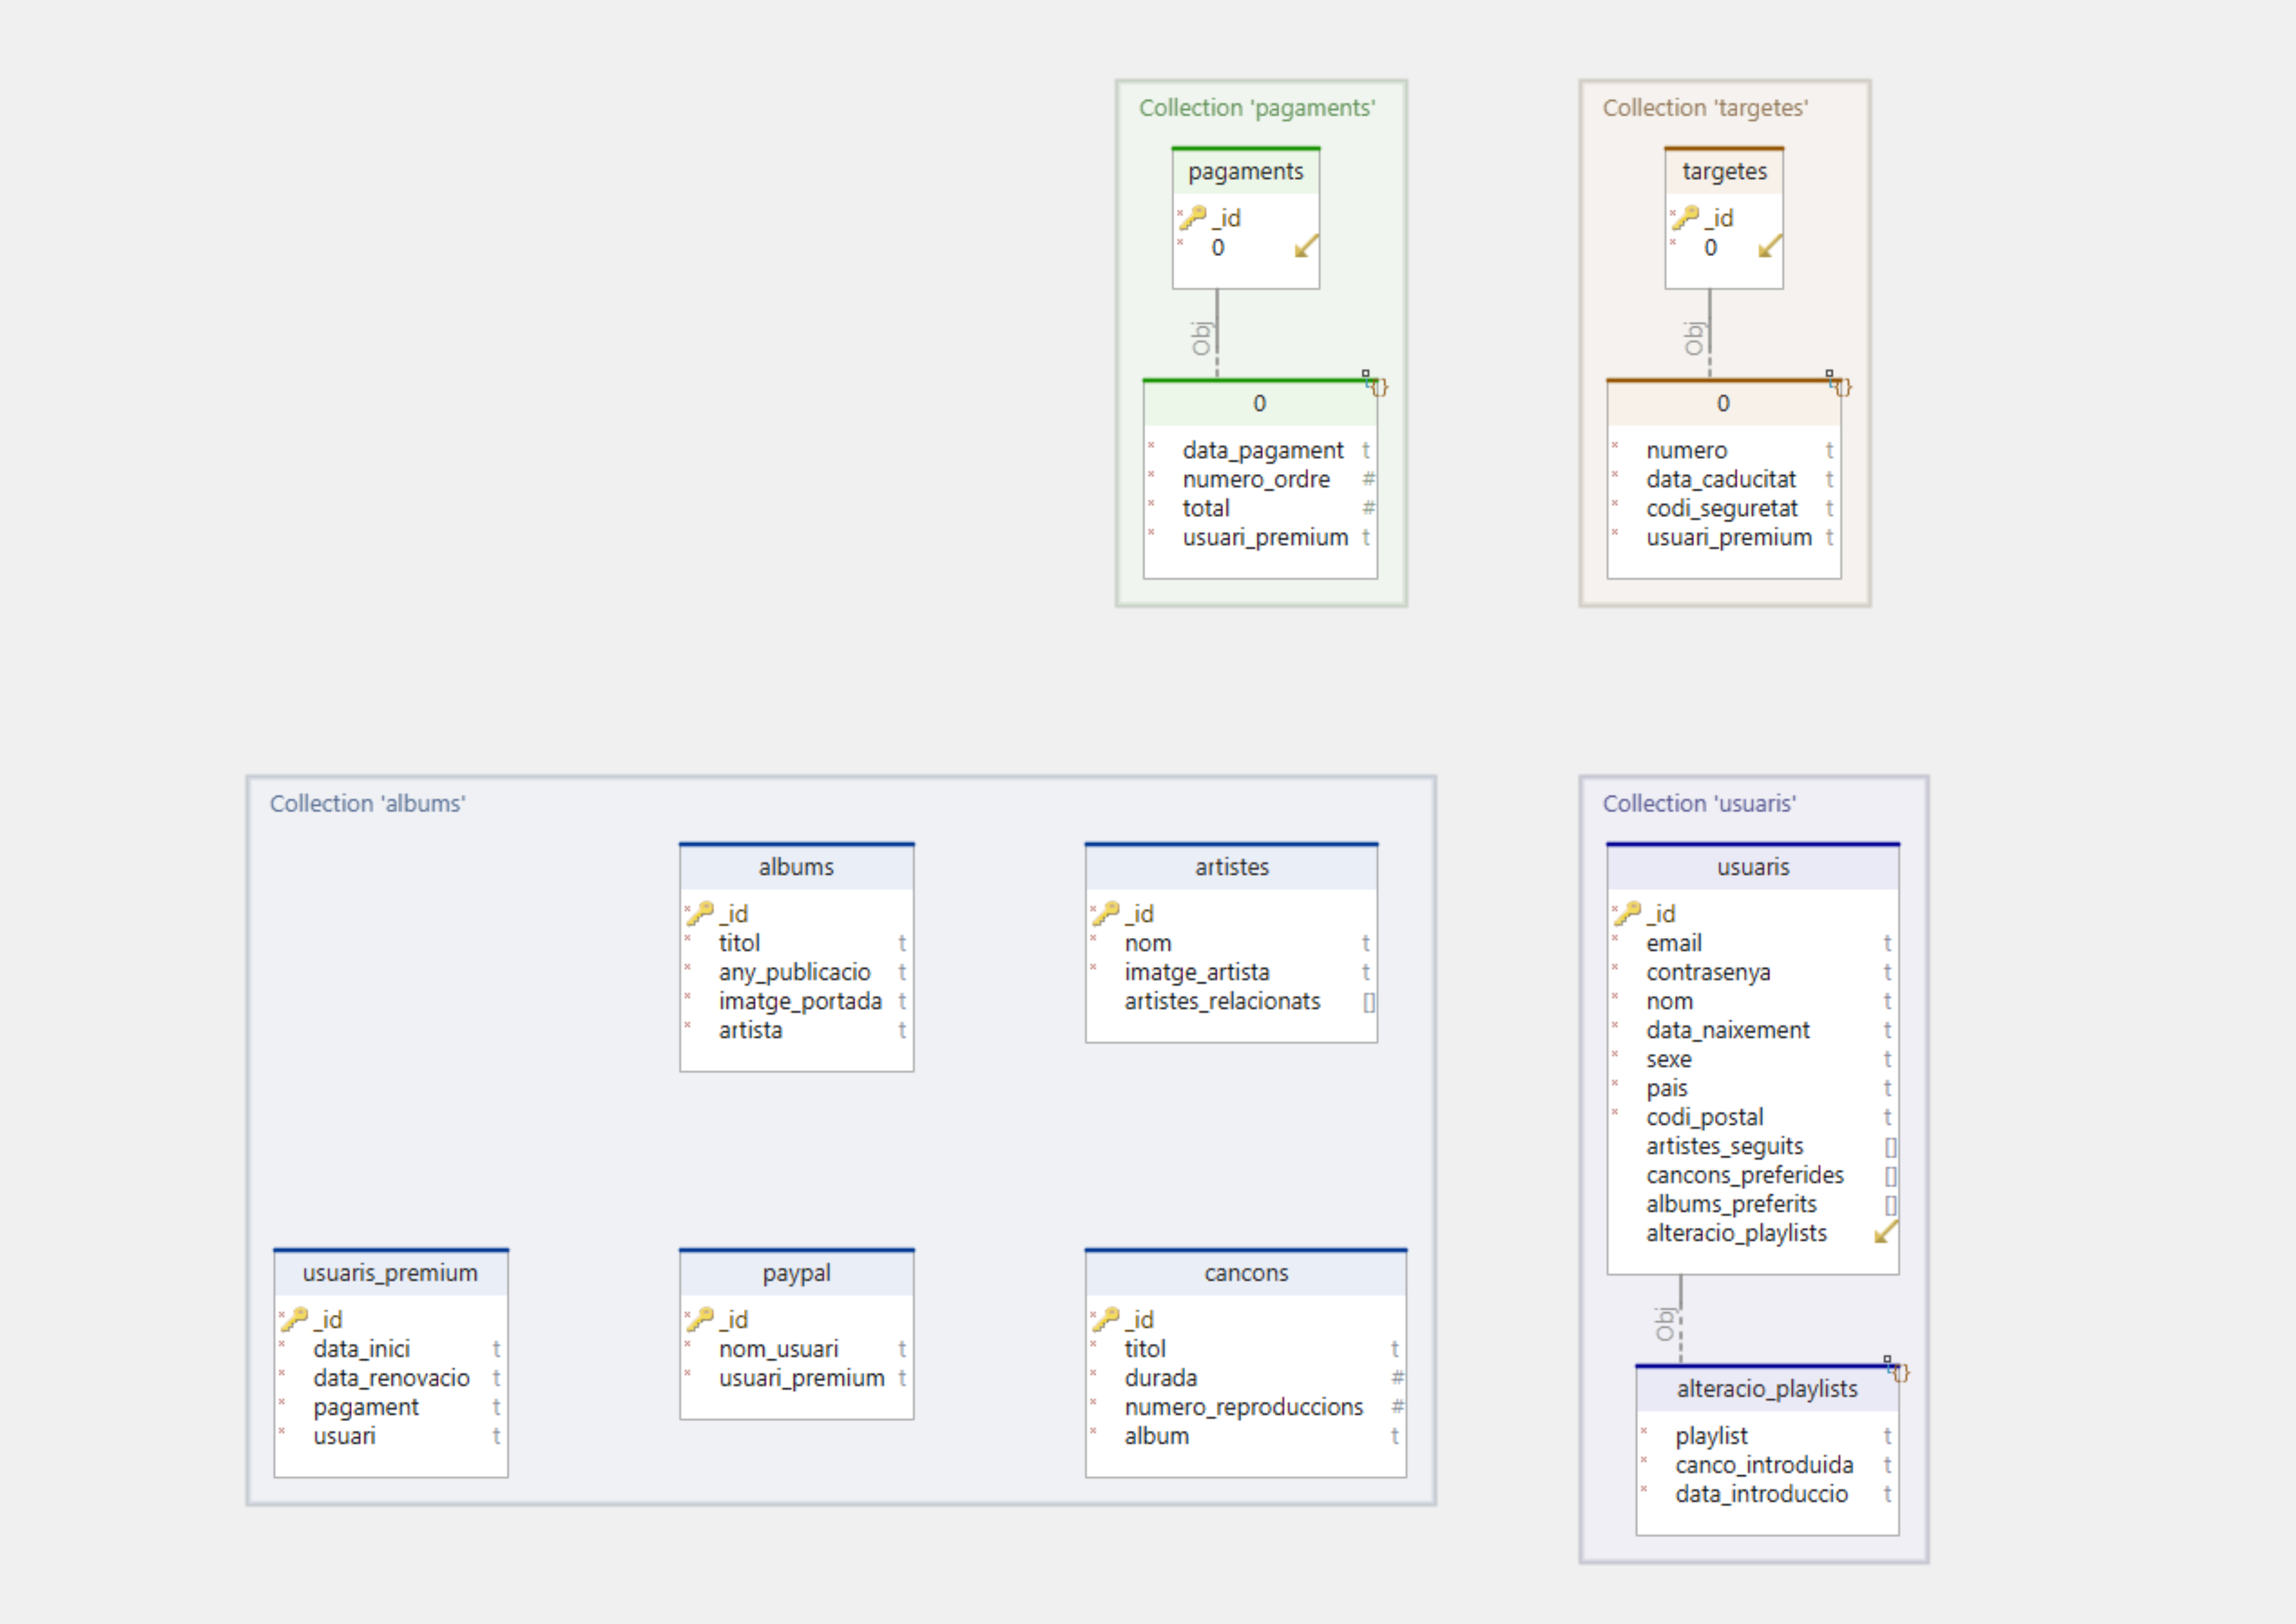 Collection 'pagaments'
pagaments
_id
0
Obj
0
data_pagament t
numero_ordre #
total #
usuari_premium t
Collection 'targetes'
targetes
_id
0
Obj
0
numero t
data_caducitat t
codi_seguretat t
usuari_premium t
Collection 'albums'
albums
_id
titol t
any_publicacio t
imatge_portada t
artista t
artistes
_id
nom t
imatge_artista t
artistes_relacionats []
usuaris_premium
_id
data_inici t
data_renovacio t
pagament t
usuari t
paypal
_id
nom_usuari t
usuari_premium t
cancons
_id
titol t
durada #
numero_reproduccions #
album t
Collection 'usuaris'
usuaris
_id
email t
contrasenya t
nom t
data_naixement t
sexe t
pais t
codi_postal t
artistes_seguits []
cancons_preferides []
albums_preferits []
alteracio_playlists
Obj
alteracio_playlists
playlist t
canco_introduida t
data_introduccio t